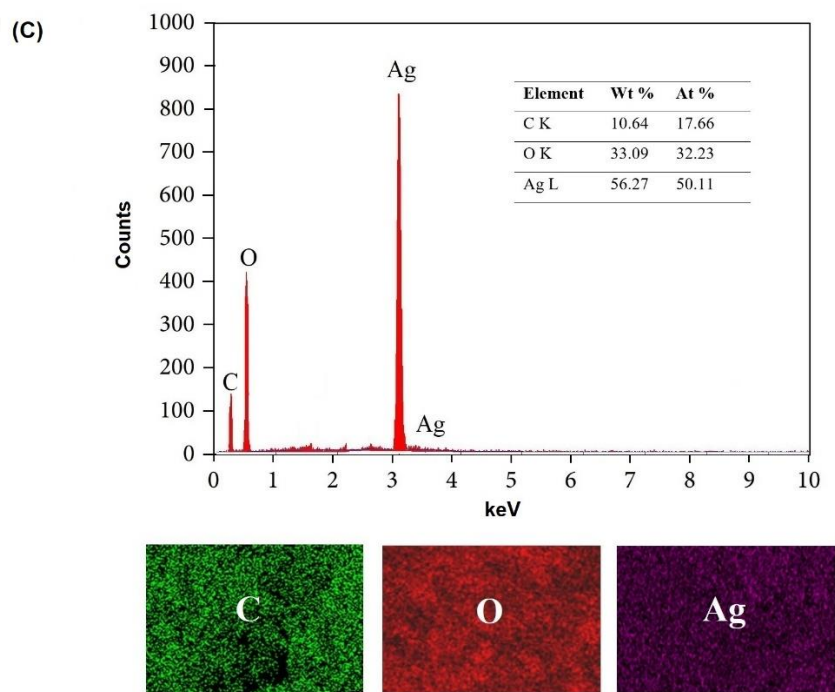 (C)
1000
900
800
700
600
500
400
300
200
100
0
Counts
C
O
Ag
Ag
Element Wt % At %
C K 10.64 17.66
O K 33.09 32.23
Ag L 56.27 50.11
0 1 2 3 4 5 6 7 8 9 10
keV
C O Ag